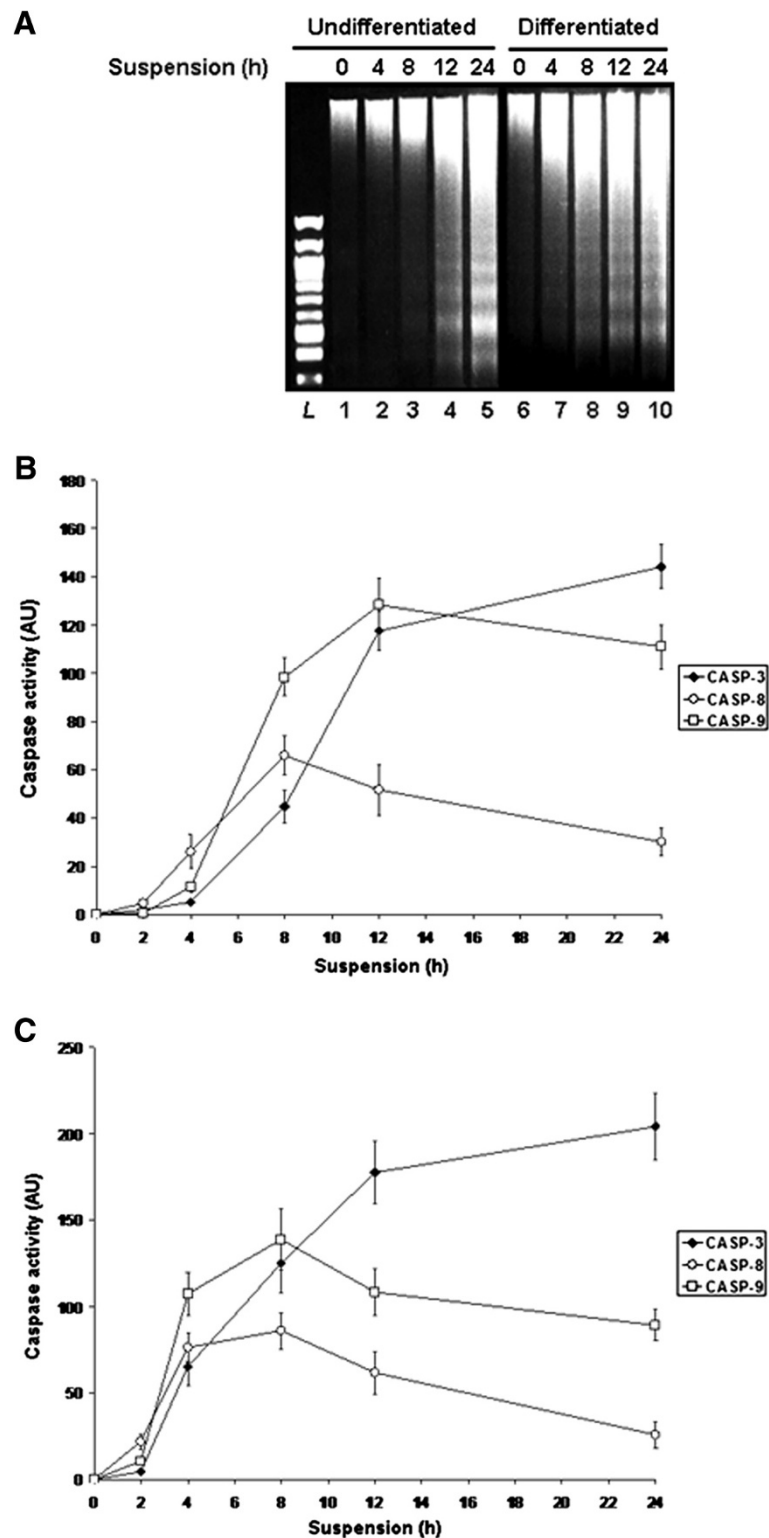 A
Undifferentiated Differentiated
Suspension (h) 0 4 8 12 24 0 4 8 12 24
L 1 2 3 4 5 6 7 8 9 10
B
180
160
140
120
100
80
60
40
20
0
Caspase activity (AU)
0 2 4 6 8 10 12 14 16 18 20 22 24
Suspension (h)
CASP-3
CASP-8
CASP-9
C
250
200
150
100
50
0
Caspase activity (AU)
0 2 4 6 8 10 12 14 16 18 20 22 24
Suspension (h)
CASP-3
CASP-8
CASP-9